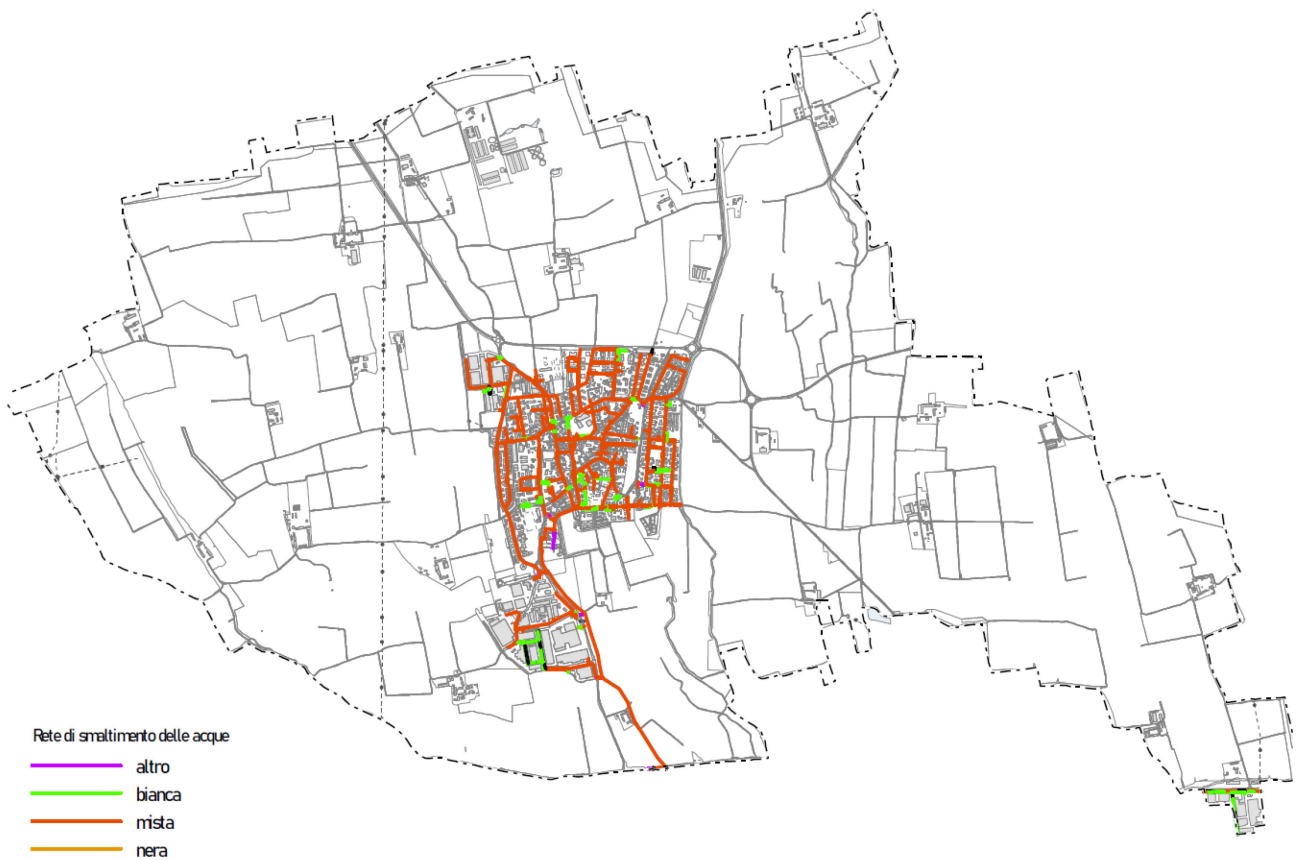 Rete di smaltimento delle acque
altro
bianca
mista
nera